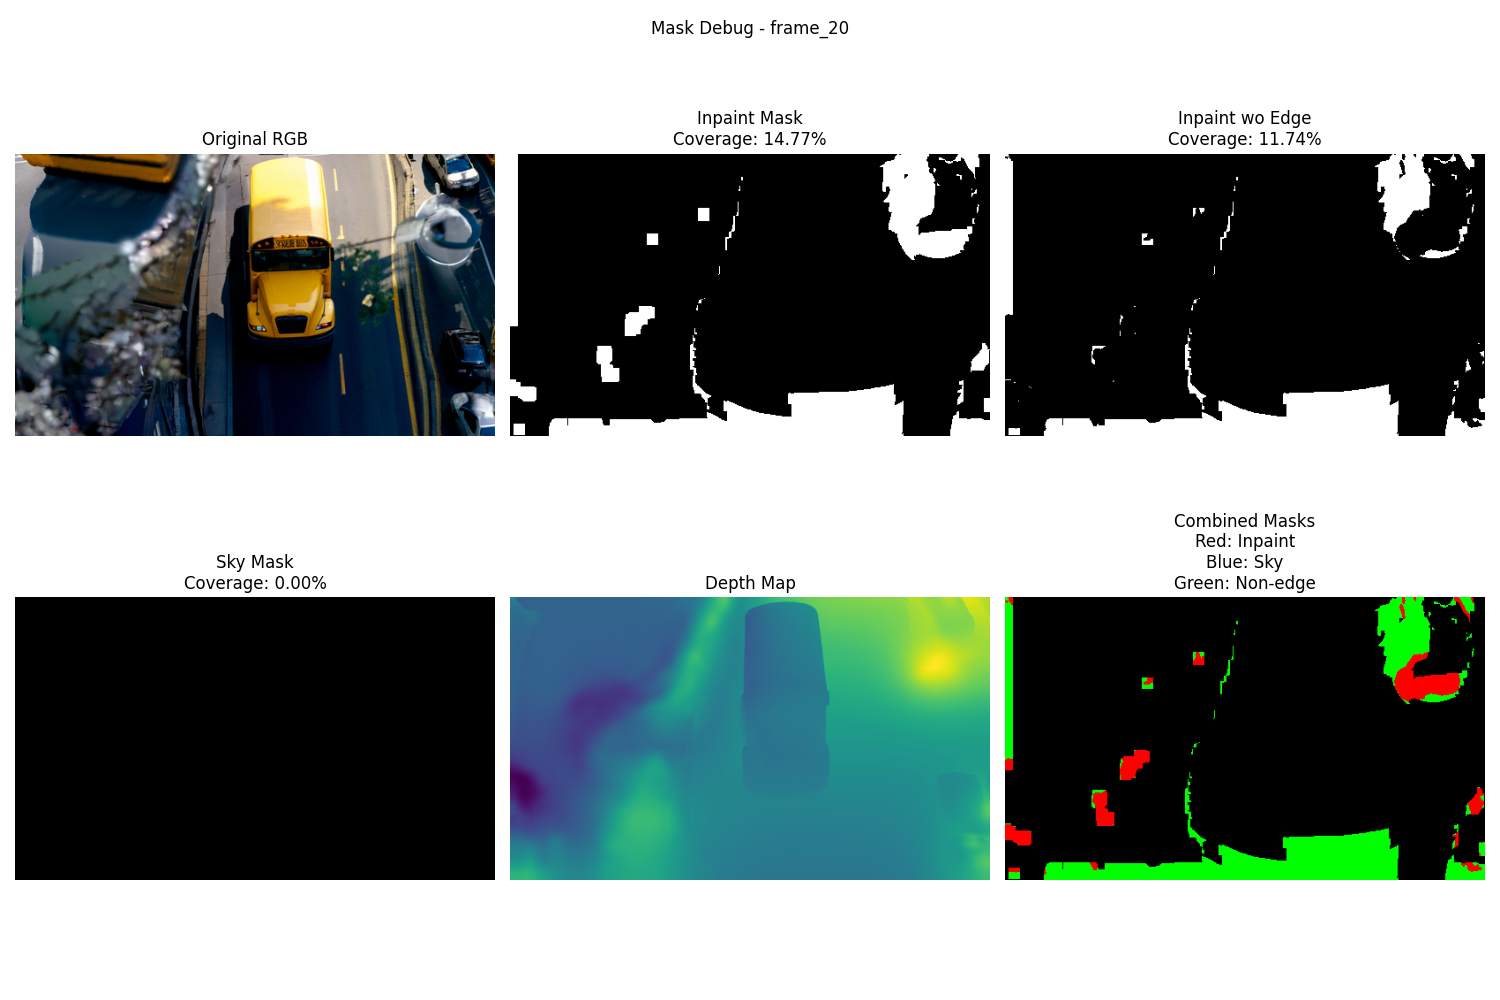 Mask Debug - frame_20
Original RGB
Inpaint Mask
Coverage: 14.77%
Inpaint wo Edge
Coverage: 11.74%
Sky Mask
Coverage: 0.00%
Depth Map
Combined Masks
Red: Inpaint
Blue: Sky
Green: Non-edge